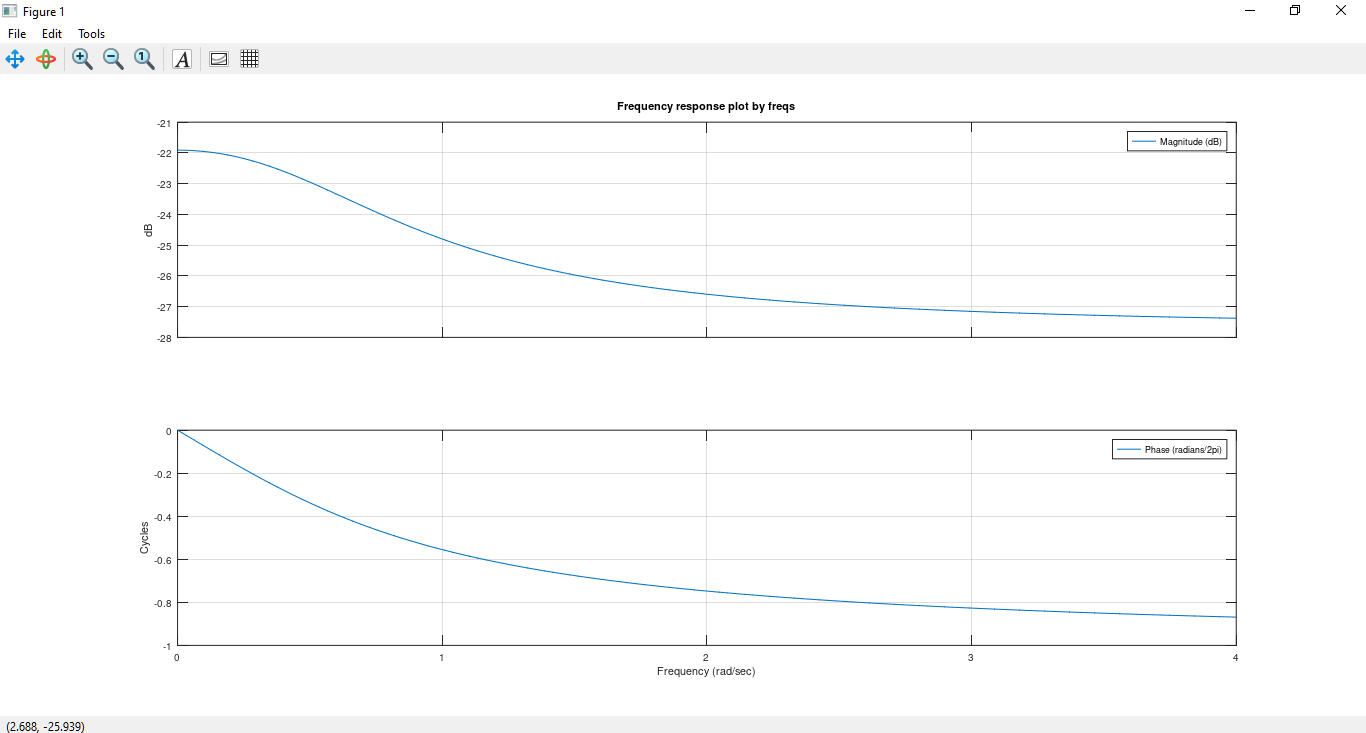 Figure 1
File Edit Tools
A
Frequency response plot by freqs
-21
-22
-23
-24
-25
-26
-27
-28
dB
Magnitude (dB)
0
-0.2
-0.4
-0.6
-0.8
-1
Cycles
Phase (radians/2pi)
0 1 2 3 4
Frequency (rad/sec)
(2.688, -25.939)